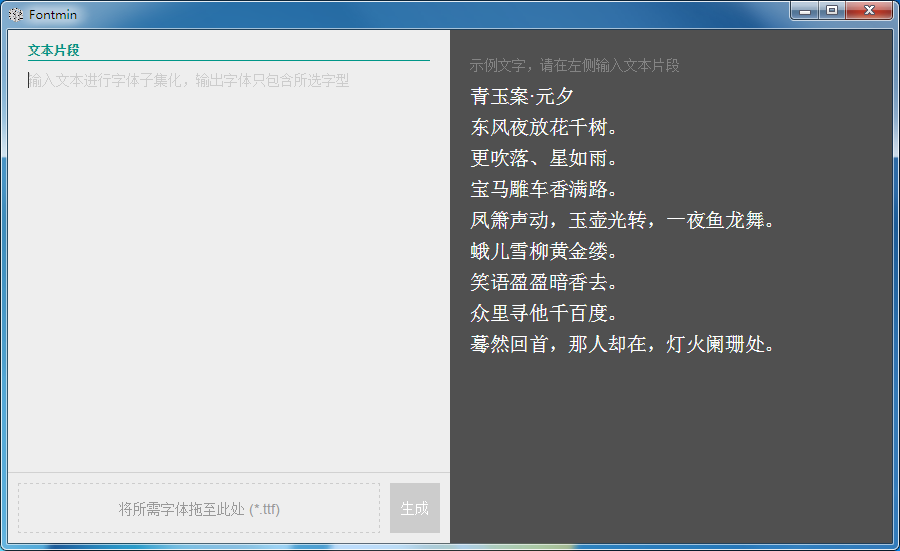 Fontmin
文本片段
输入文本进行字体子集化，输出字体只包含所选字型
示例文字，请在左侧输入文本片段
青玉案·元夕
东风夜放花千树。
更吹落、星如雨。
宝马雕车香满路。
凤箫声动，玉壶光转，一夜鱼龙舞。
蛾儿雪柳黄金缕。
笑语盈盈暗香去。
众里寻他千百度。
蓦然回首，那人却在，灯火阑珊处。
将所需字体拖至此处 (*.ttf)
生成